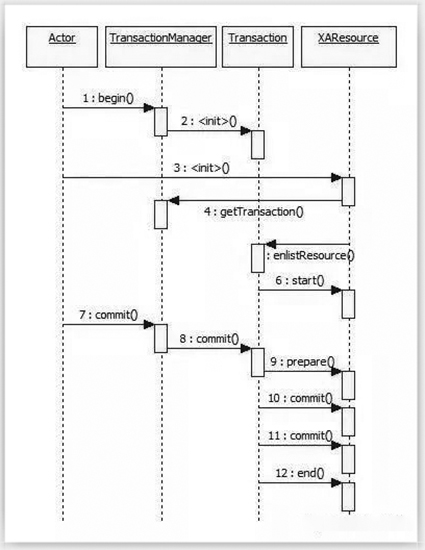 Actor
TransactionManager
Transaction
XAResource
1 : begin()
2 : <init>()
3 : <init>()
4 : getTransaction()
: enlistResource()
6 : start()
7 : commit()
8 : commit()
9 : prepare()
10 : commit()
11 : commit()
12 : end()